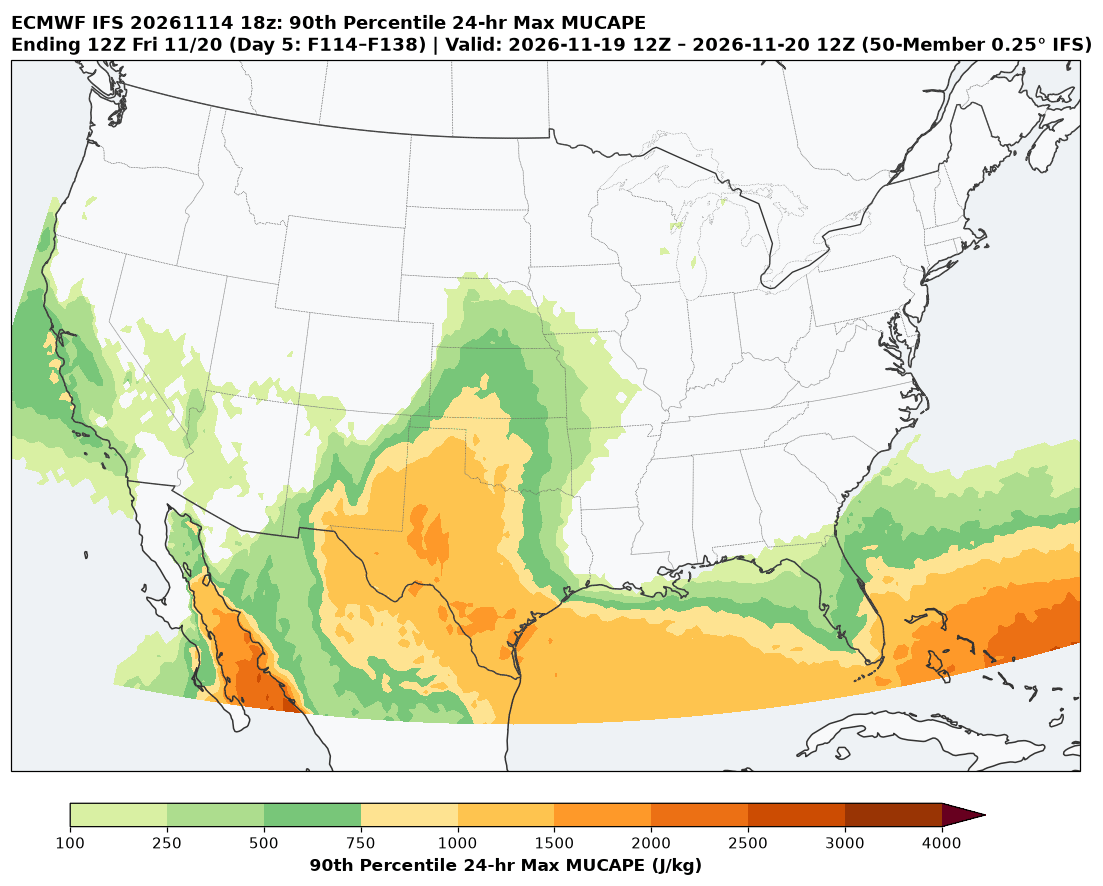 ECMWF IFS 20261114 18z: 90th Percentile 24-hr Max MUCAPE
Ending 12Z Fri 11/20 (Day 5: F114–F138) | Valid: 2026-11-19 12Z – 2026-11-20 12Z (50-Member 0.25° IFS)
100 250 500 750 1000 1500 2000 2500 3000 4000
90th Percentile 24-hr Max MUCAPE (J/kg)